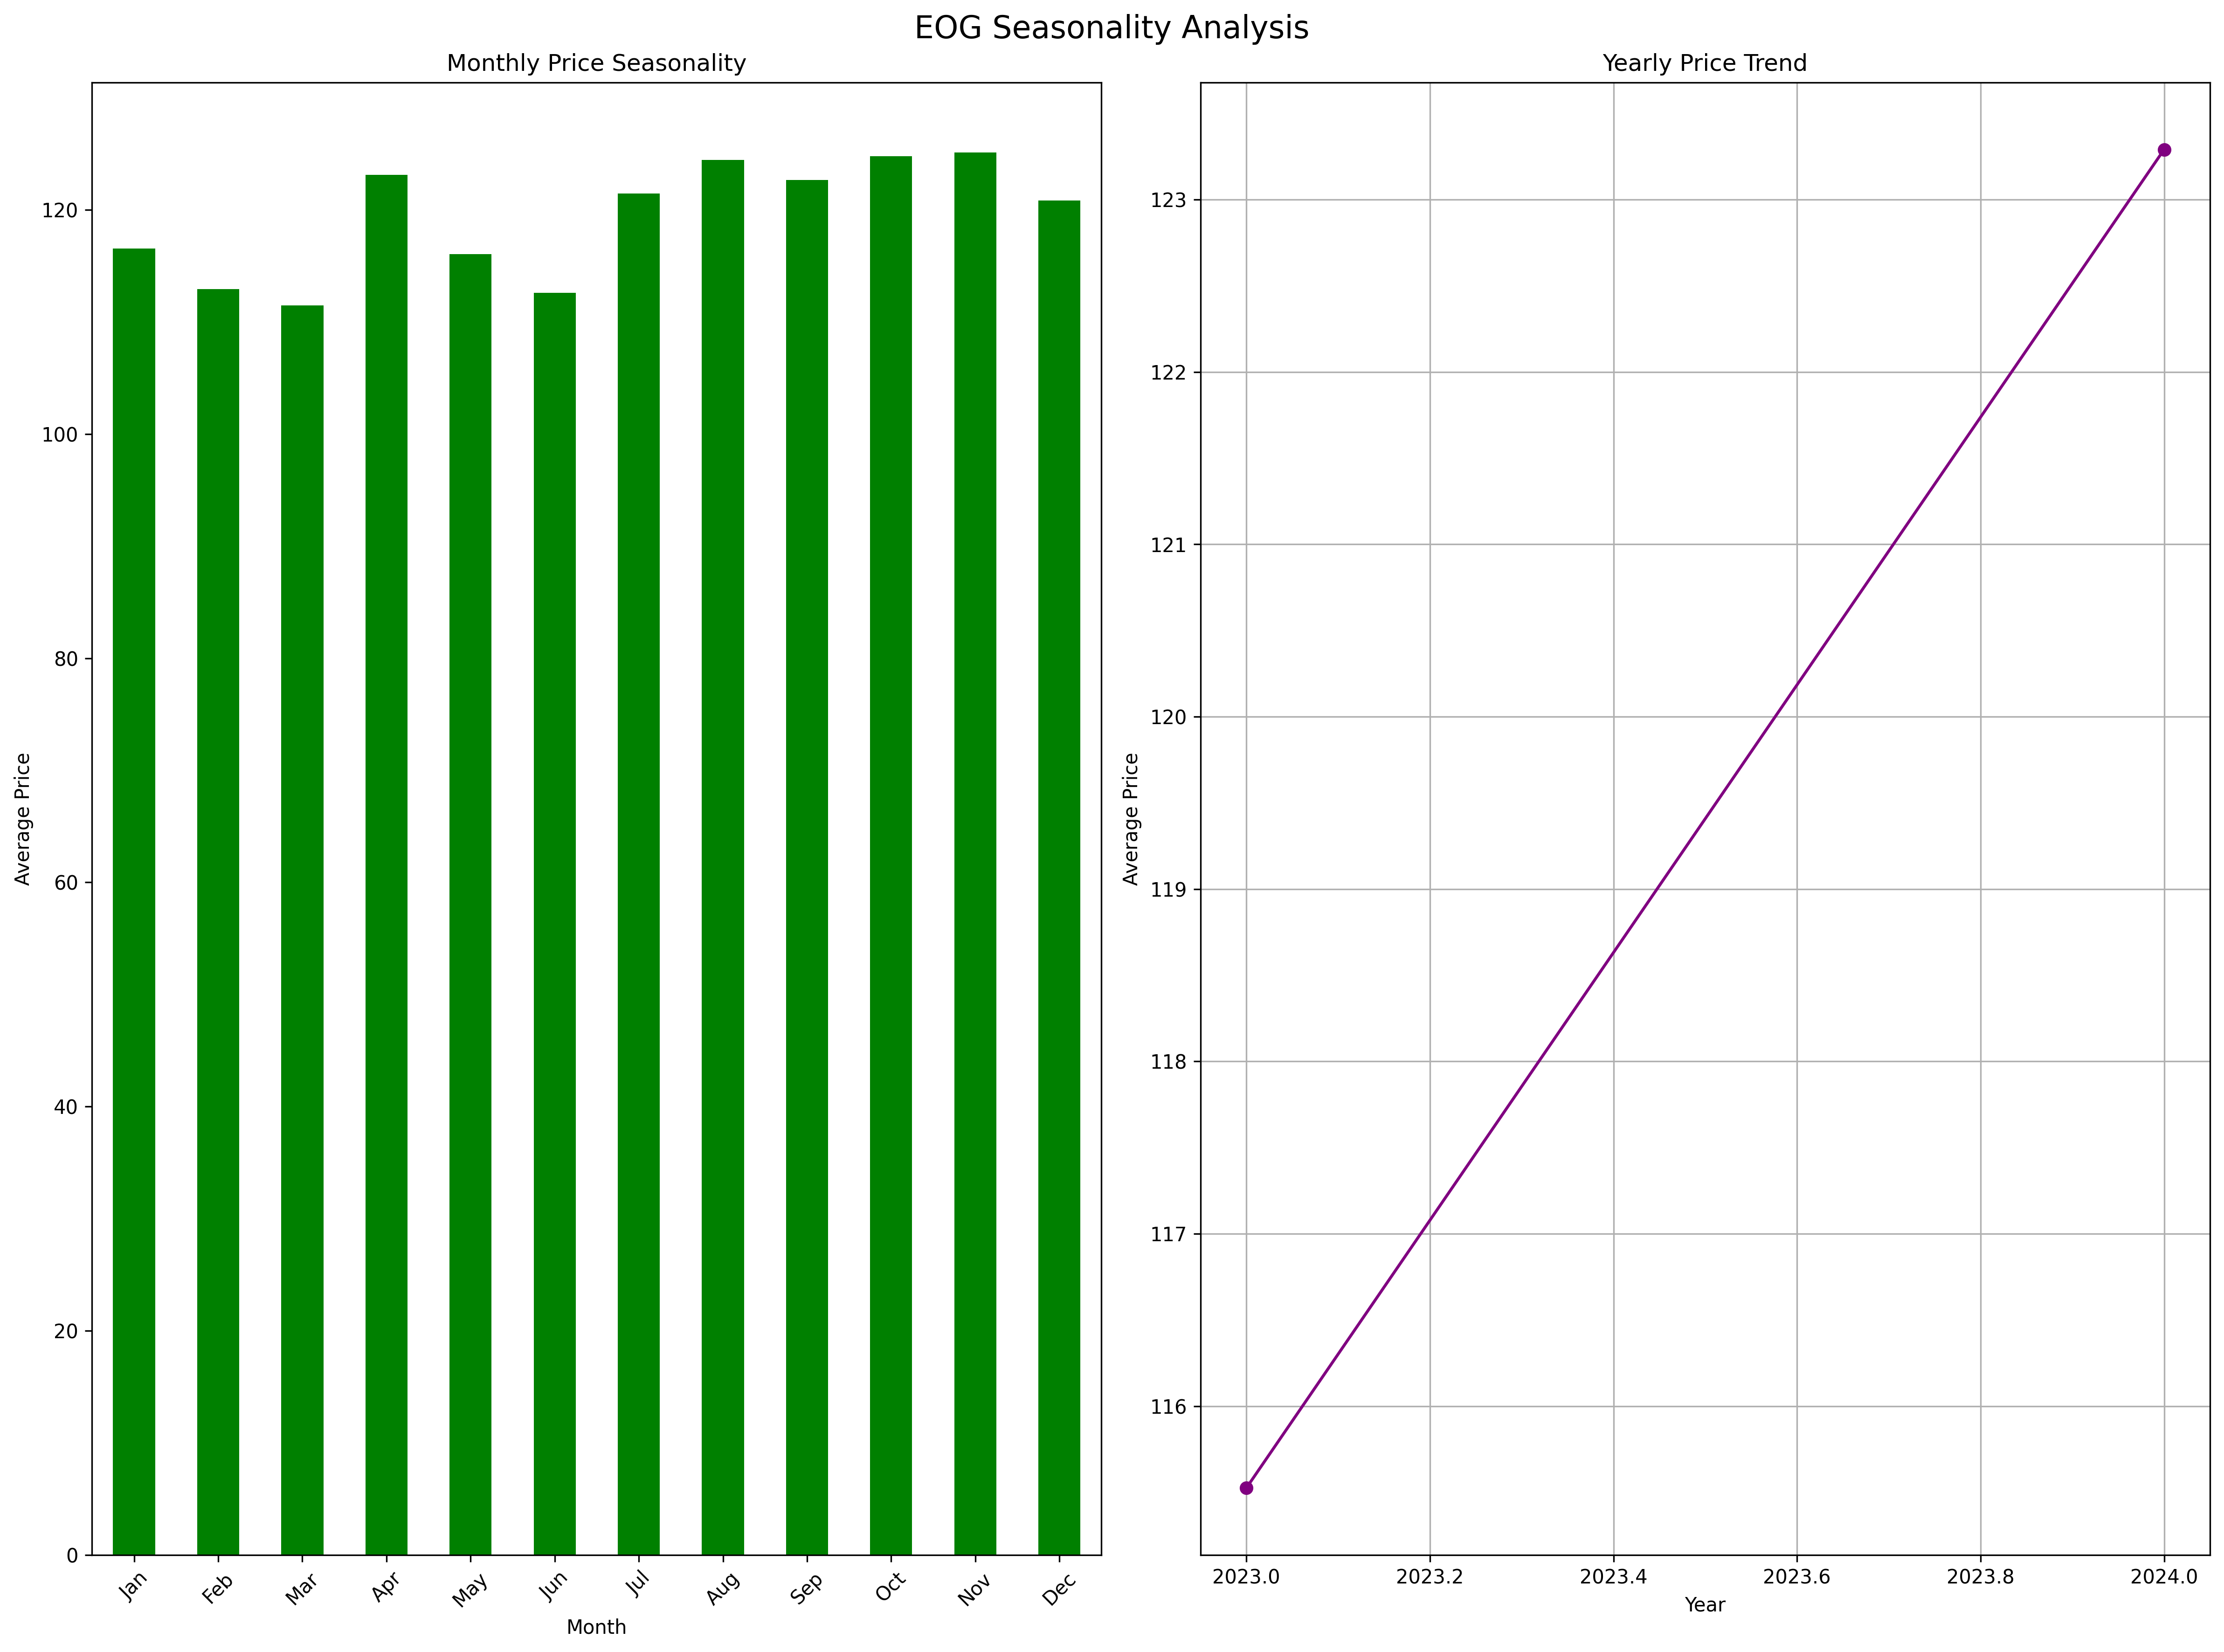 EOG Seasonality Analysis
Monthly Price Seasonality
120
100
80
60
40
20
0
Average Price
Jan Feb Mar Apr May Jun Jul Aug Sep Oct Nov Dec
Month
Yearly Price Trend
123
122
121
120
119
118
117
116
Average Price
2023.0 2023.2 2023.4 2023.6 2023.8 2024.0
Year